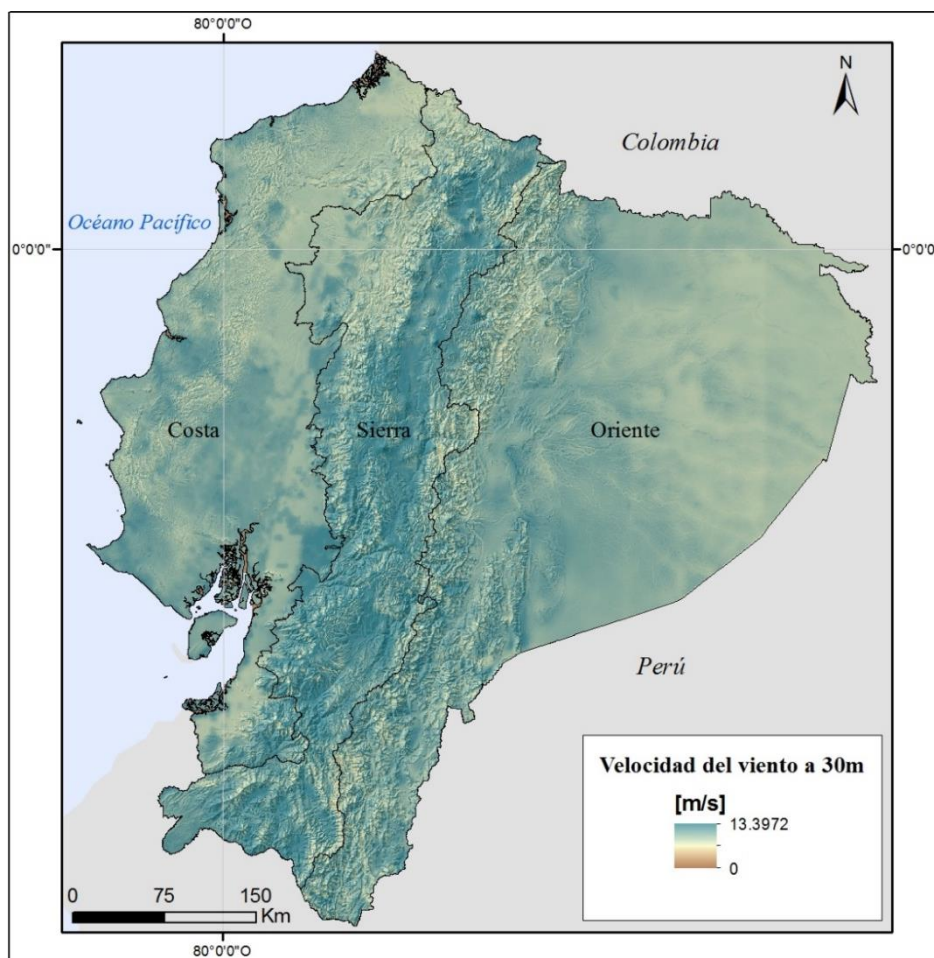 80°0'0"O
N
Colombia
Océano Pacífico
0°0'0"
0°0'0"
Costa
Sierra
Oriente
Perú
Velocidad del viento a 30m
[m/s]
13.3972
0
0 75 150
Km
80°0'0"O